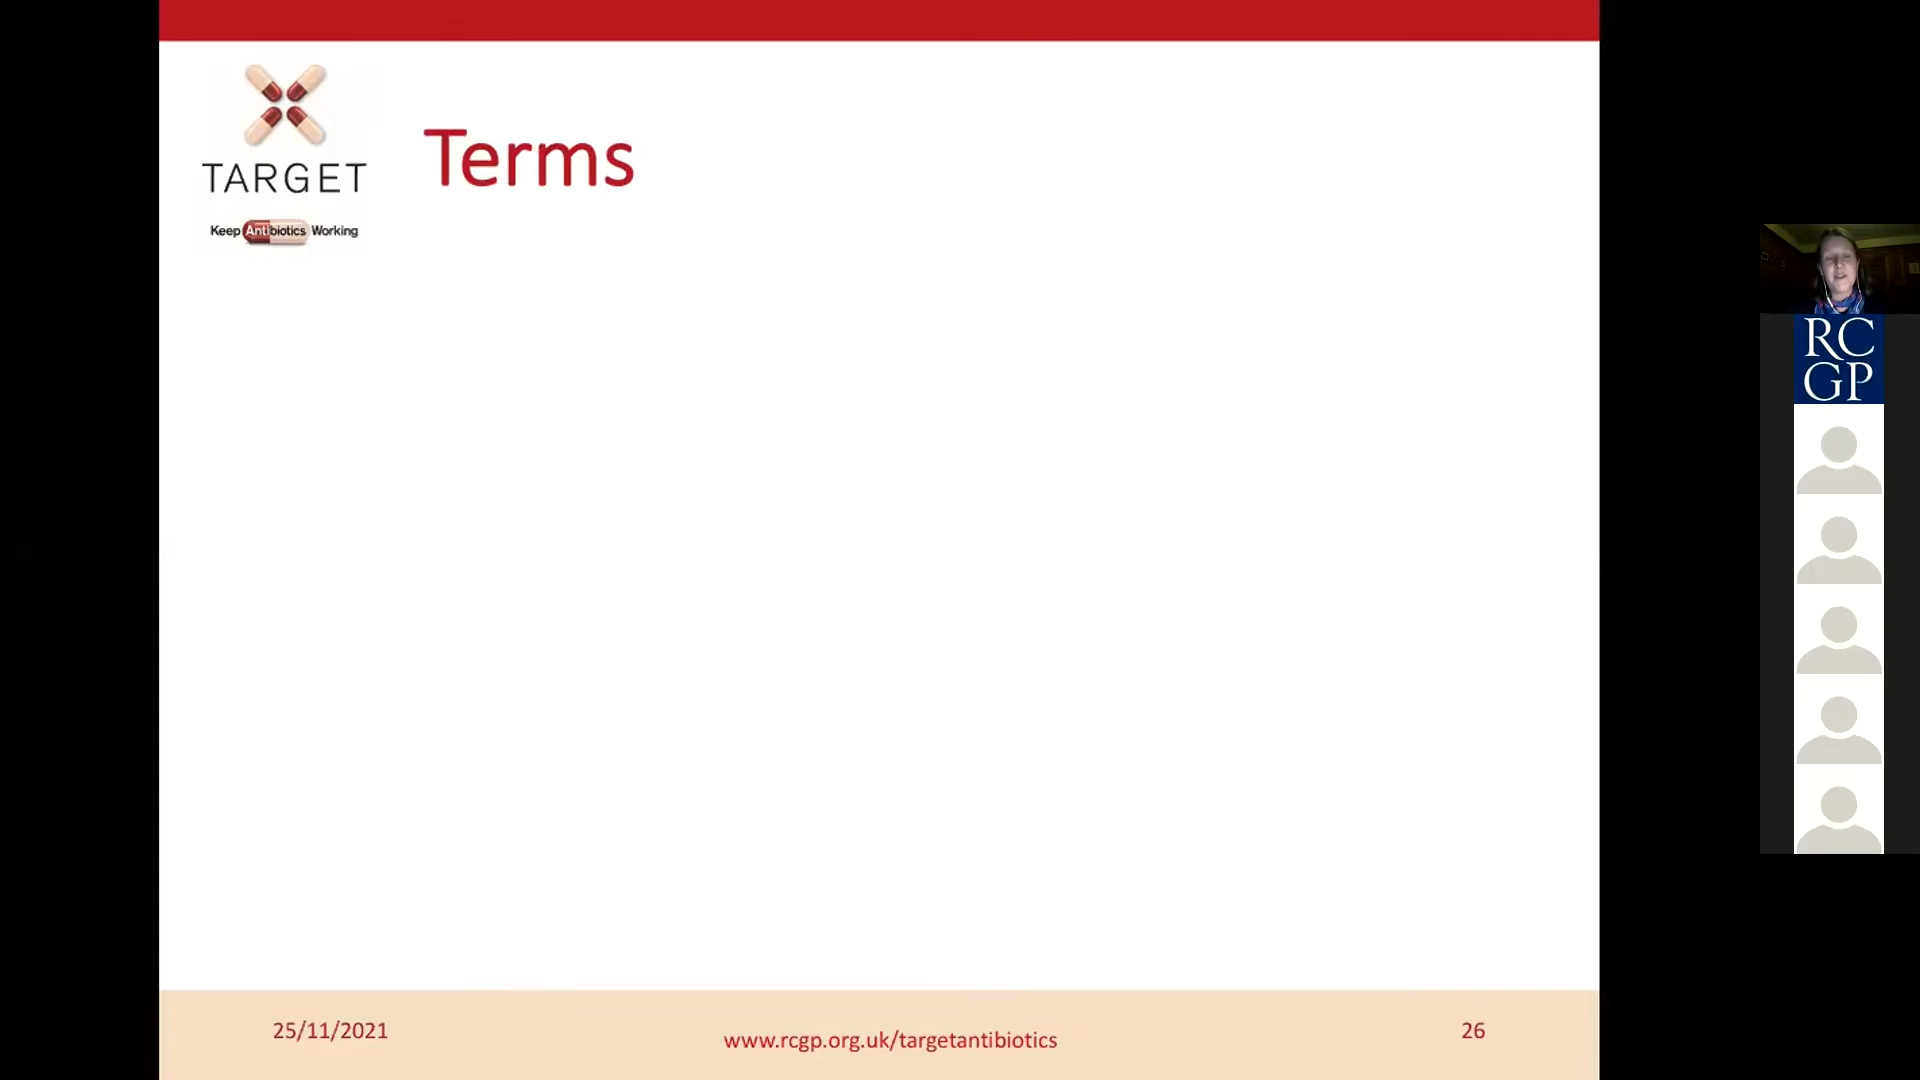 TARGET
Keep Antibiotics Working
Terms
25/11/2021
www.rcgp.org.uk/targetantibiotics
26
RC
GP